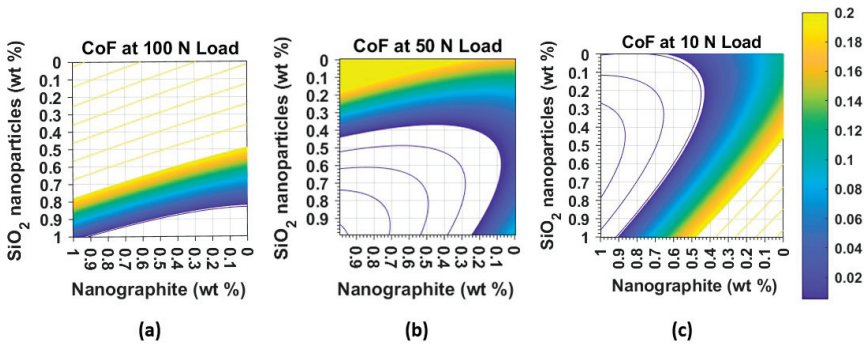 CoF at 100 N Load
SiO2 nanoparticles (wt %)
0
0.1
0.2
0.3
0.4
0.5
0.6
0.7
0.8
0.9
1
1 0.9 0.8 0.7 0.6 0.5 0.4 0.3 0.2 0.1 0
Nanographite (wt %)
(a)
CoF at 50 N Load
SiO2 nanoparticles (wt %)
0
0.1
0.2
0.3
0.4
0.5
0.6
0.7
0.8
0.9
0.9 0.8 0.7 0.6 0.5 0.4 0.3 0.2 0.1 0
Nanographite (wt %)
(b)
CoF at 10 N Load
SiO2 nanoparticles (wt %)
0
0.1
0.2
0.3
0.4
0.5
0.6
0.7
0.8
0.9
1
1 0.9 0.8 0.7 0.6 0.5 0.4 0.3 0.2 0.1 0
Nanographite (wt %)
(c)
0.2
0.18
0.16
0.14
0.12
0.1
0.08
0.06
0.04
0.02